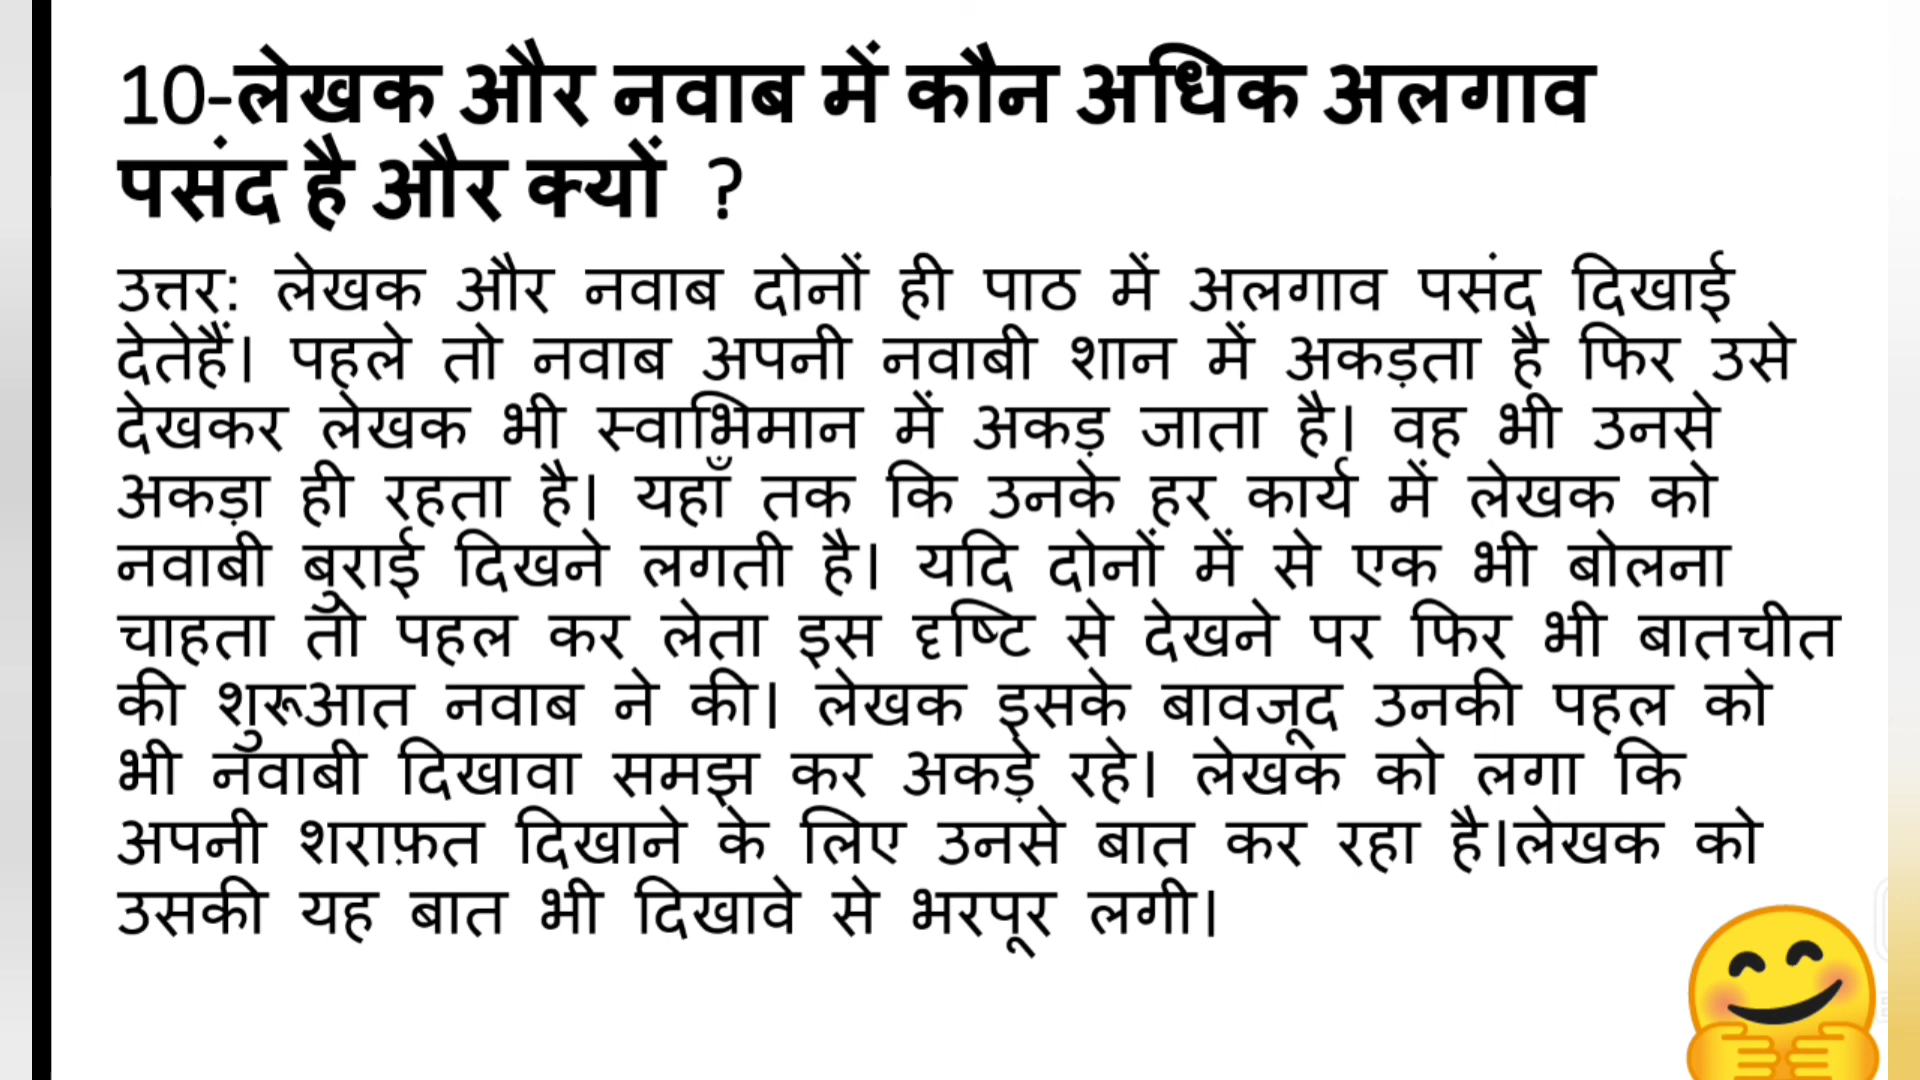 10-लेखक और नवाब में कौन अधिक अलगाव
पसंद है और क्यों ?
उत्तर: लेखक और नवाब दोनों ही पाठ में अलगाव पसंद दिखाई
देतेहैं। पहले तो नवाब अपनी नवाबी शान में अकड़ता है फिर उसे
देखकर लेखक भी स्वाभिमान में अकड़ जाता है। वह भी उनसे
अकड़ा ही रहता है। यहाँ तक कि उनके हर कार्य में लेखक को
नवाबी बुराई दिखने लगती है। यदि दोनों में से एक भी बोलना
चाहता तो पहल कर लेता इस दृष्टि से देखने पर फिर भी बातचीत
की शुरूआत नवाब ने की। लेखक इसके बावजूद उनकी पहल को
भी नवाबी दिखावा समझ कर अकड़े रहे। लेखक को लगा कि
अपनी शराफ़त दिखाने के लिए उनसे बात कर रहा है।लेखक को
उसकी यह बात भी दिखावे से भरपूर लगी।